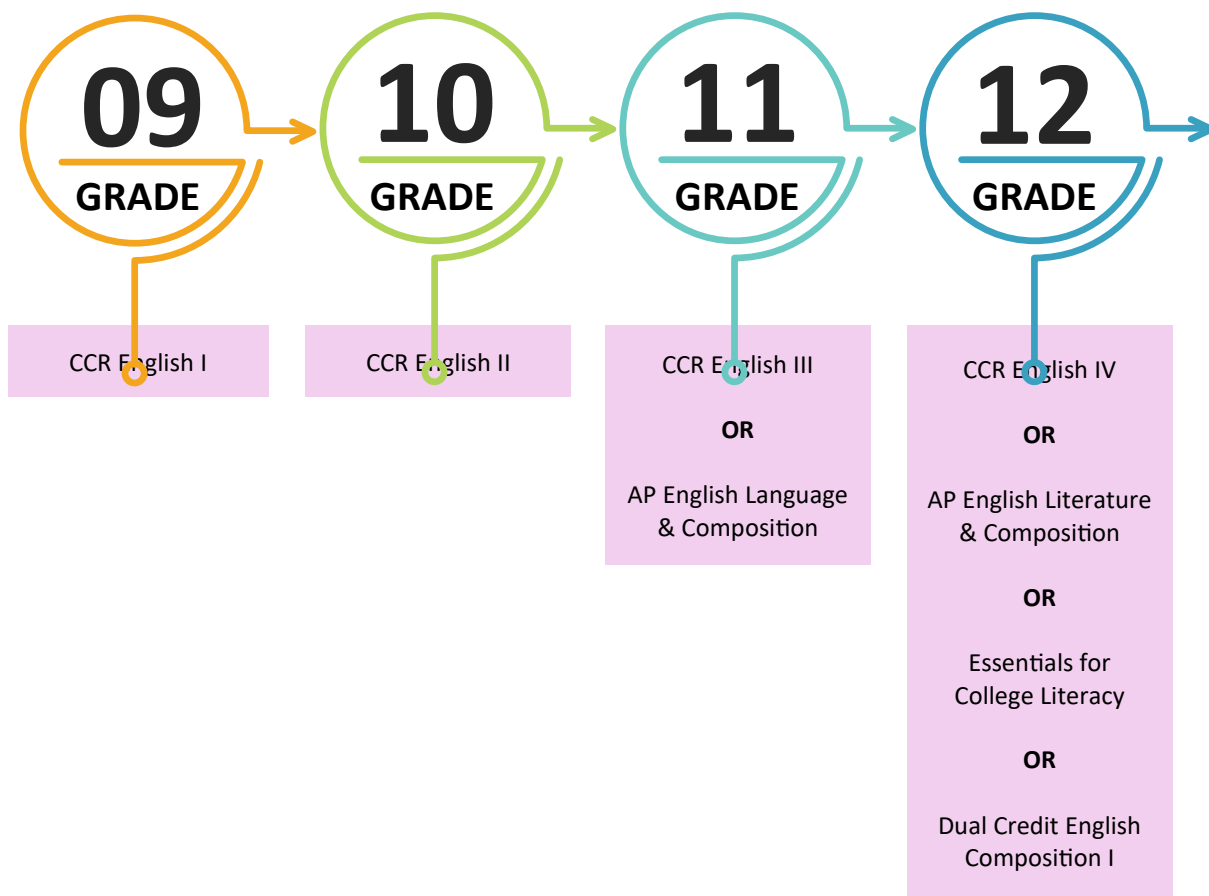 09
GRADE
CCR English I
10
GRADE
CCR English II
11
GRADE
CCR English III
OR
AP English Language
& Composition
12
GRADE
CCR English IV
OR
AP English Literature
& Composition
OR
Essentials for
College Literacy
OR
Dual Credit English
Composition I